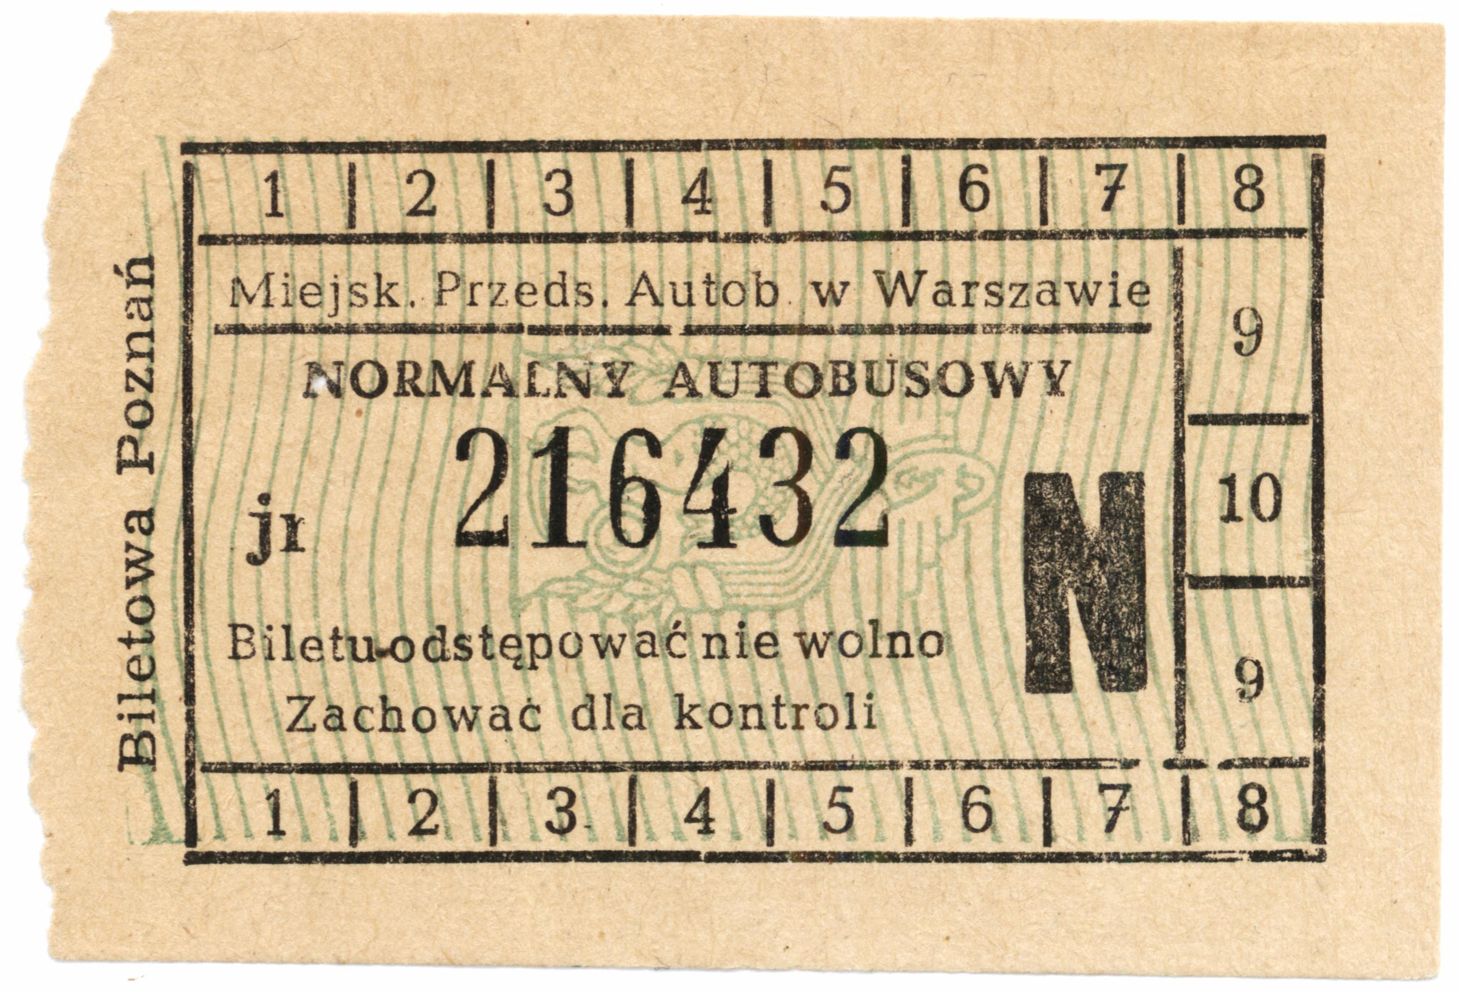 1 2 3 4 5 6 7 8
Miejsk. Przeds. Autob. w Warszawie
9
NORMALNY AUTOBUSOWY
216432
jr
N
10
Biletu odstępować nie wolno
Zachować dla kontroli
9
1 2 3 4 5 6 7 8
Biletowa Poznań